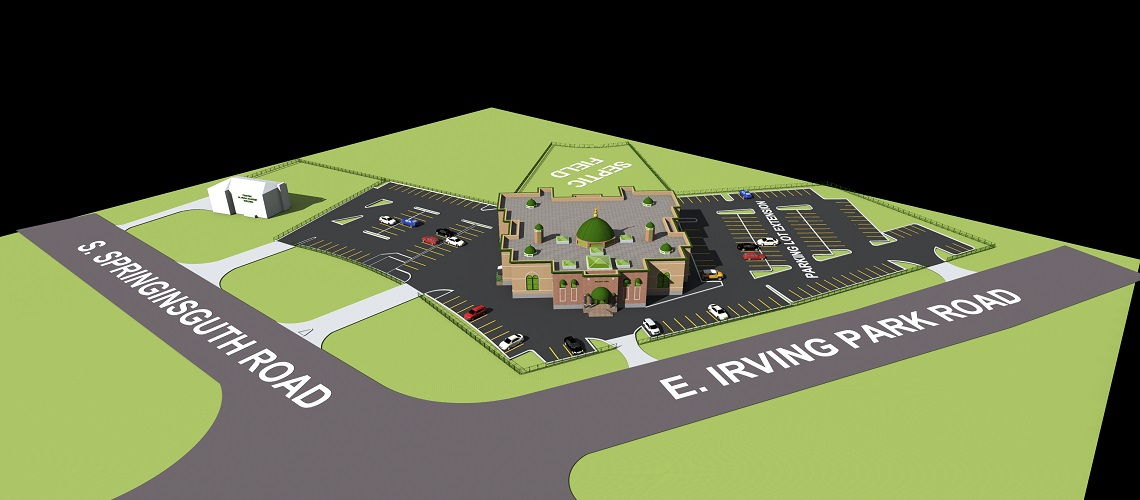 SEPTIC
FIELD
PARKING LOT EXTENSION
S. SPRINGINSGUTH ROAD
E. IRVING PARK ROAD